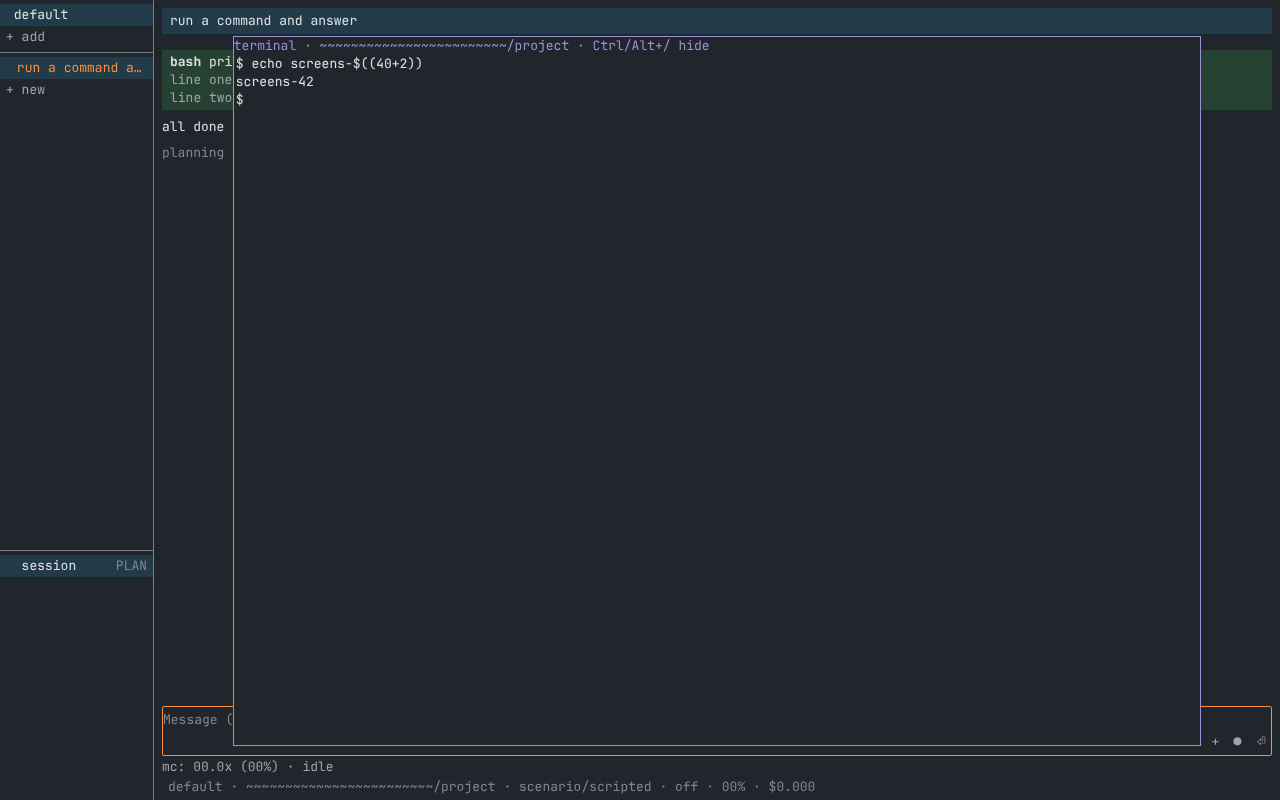 default
+ add
run a command a…
+ new
session PLAN
run a command and answer
bash pri
line one
line two
all done
planning
terminal · ~~~~~~~~~~~~~~~~~~~~~~~~/project · Ctrl/Alt+/ hide
$ echo screens-$((40+2))
screens-42
$
Message (
+ ● ⏎
mc: 00.0x (00%) · idle
default · ~~~~~~~~~~~~~~~~~~~~~~~~/project · scenario/scripted · off · 00% · $0.000